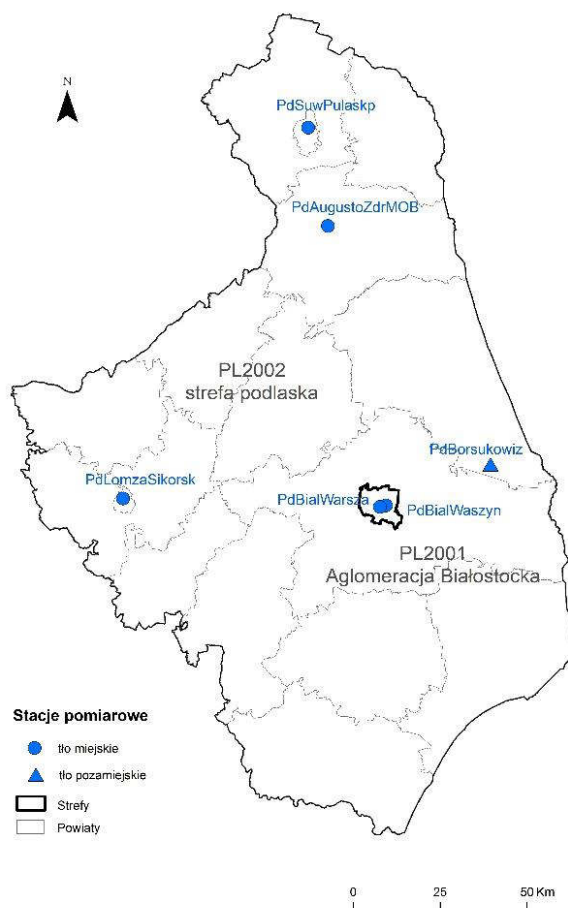 N
PdSuwPulaskp
PdAugustoZdrMOB
PL2002
strefa podlaska
PdBorsukowiz
PdLomzaSikorsk
PdBialWarsza
PdBialWaszyn
PL2001
Aglomeracja Białostocka
Stacje pomiarowe
tło miejskie
tło pozamiejskie
Strefy
Powiaty
0 25 50 Km